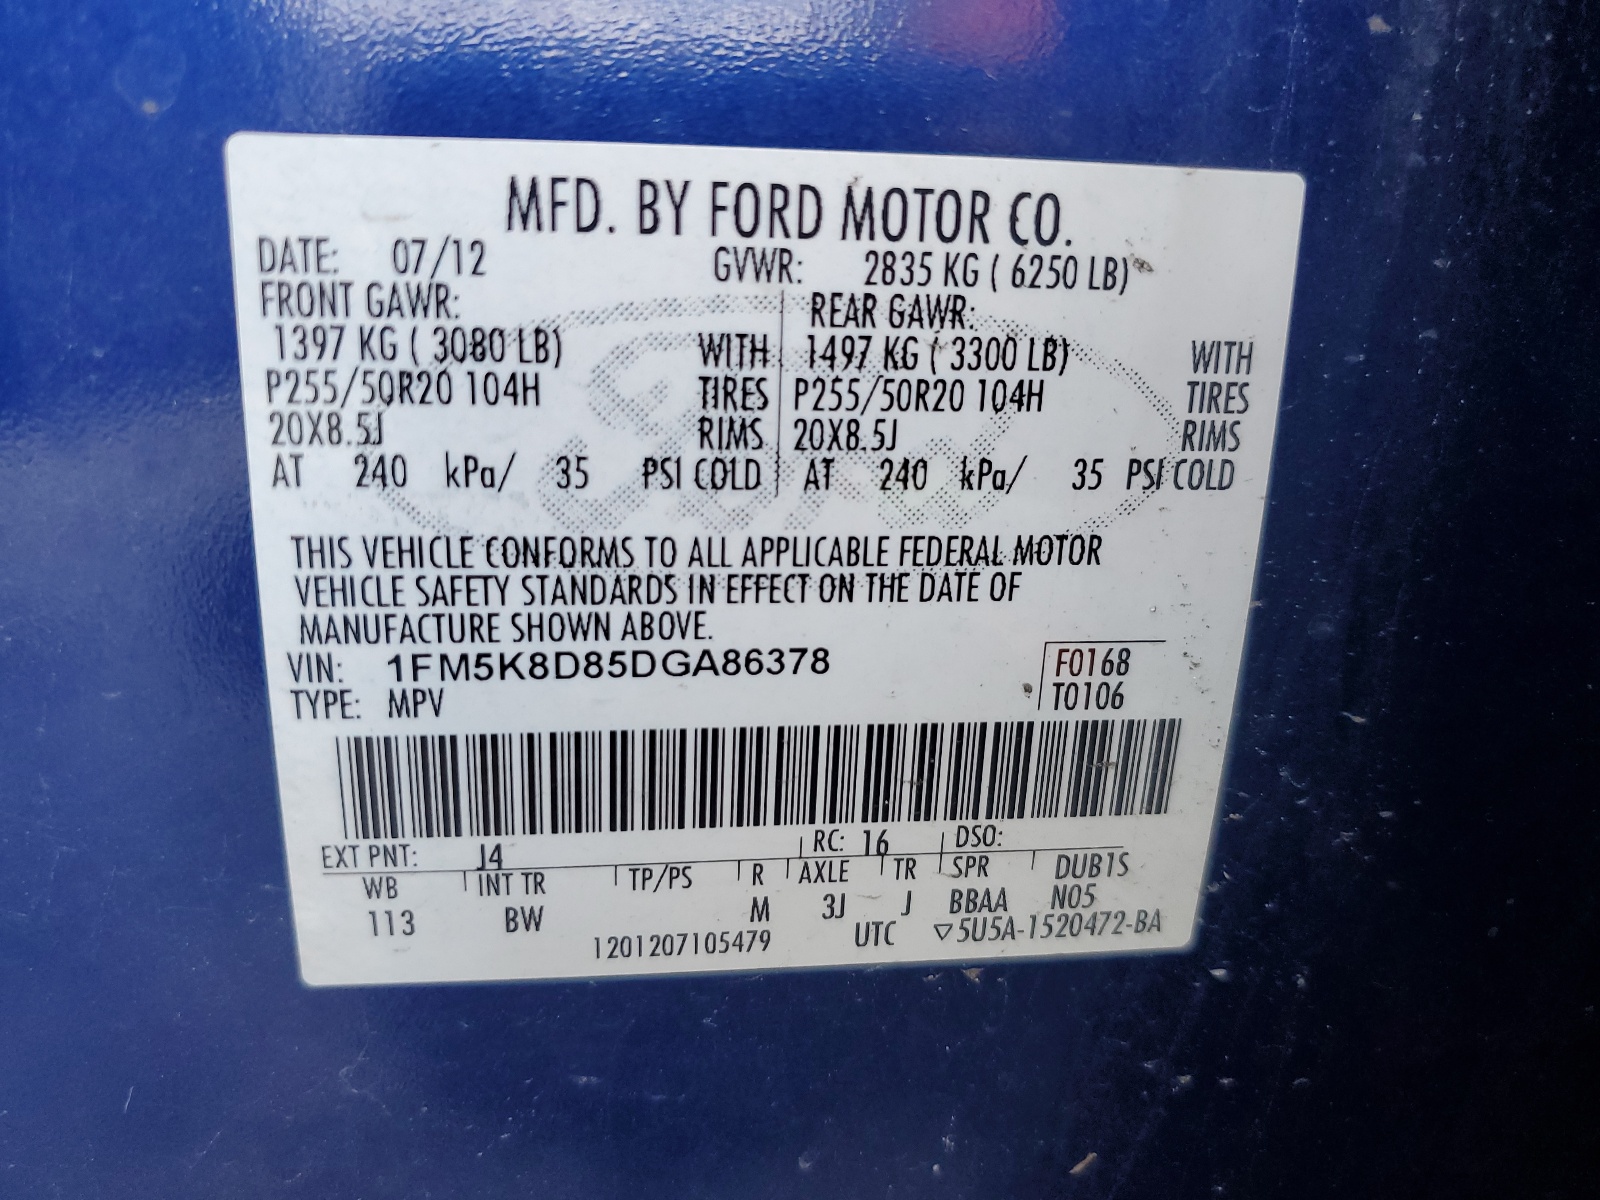 MFD. BY FORD MOTOR CO.
DATE: 07/12 GVWR: 2835 KG ( 6250 LB)
FRONT GAWR: REAR GAWR:
1397 KG ( 3080 LB) WITH 1497 KG ( 3300 LB) WITH
P255/50R20 104H TIRES P255/50R20 104H TIRES
20X8.5J RIMS 20X8.5J RIMS
AT 240 kPa/ 35 PSI COLD AT 240 kPa/ 35 PSI COLD
THIS VEHICLE CONFORMS TO ALL APPLICABLE FEDERAL MOTOR
VEHICLE SAFETY STANDARDS IN EFFECT ON THE DATE OF
MANUFACTURE SHOWN ABOVE.
VIN: 1FM5K8D85DGA86378 F0168
TYPE: MPV T0106
EXT PNT: J4 RC: 16 DSO:
WB INT TR TP/PS R AXLE TR SPR DUB1S
113 BW M 3J J BBAA N05
1201207105479 UTC ▽5U5A-1520472-BA